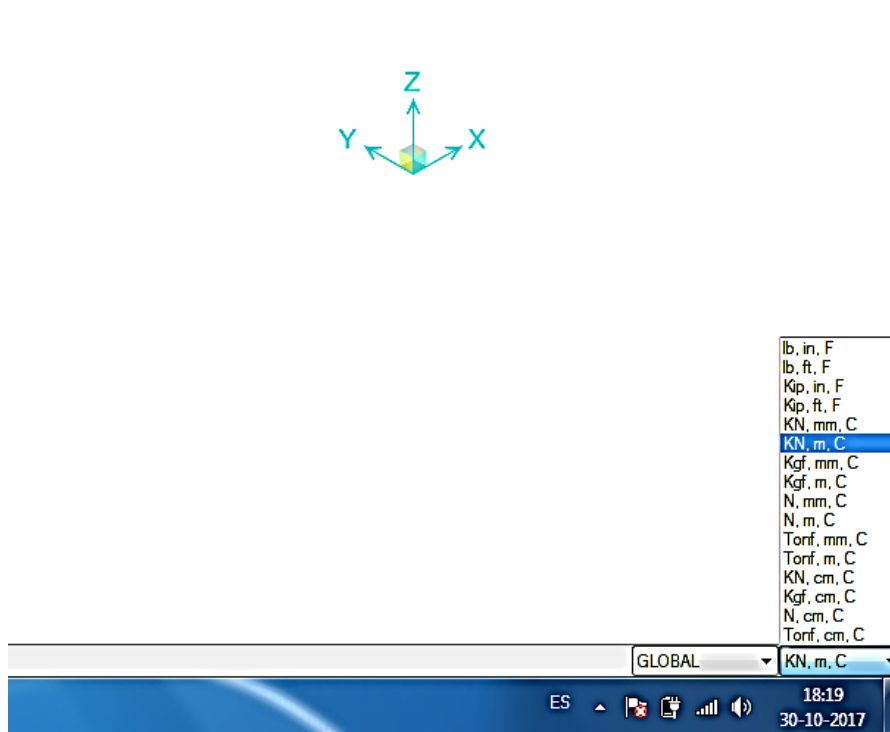 Z
Y X
lb, in, F
lb, ft, F
Kip, in, F
Kip, ft, F
KN, mm, C
KN, m, C
Kgf, mm, C
Kgf, m, C
N, mm, C
N, m, C
Tonf, mm, C
Tonf, m, C
KN, cm, C
Kgf, cm, C
N, cm, C
Tonf, cm, C
GLOBAL KN, m, C
ES 18:19
30-10-2017